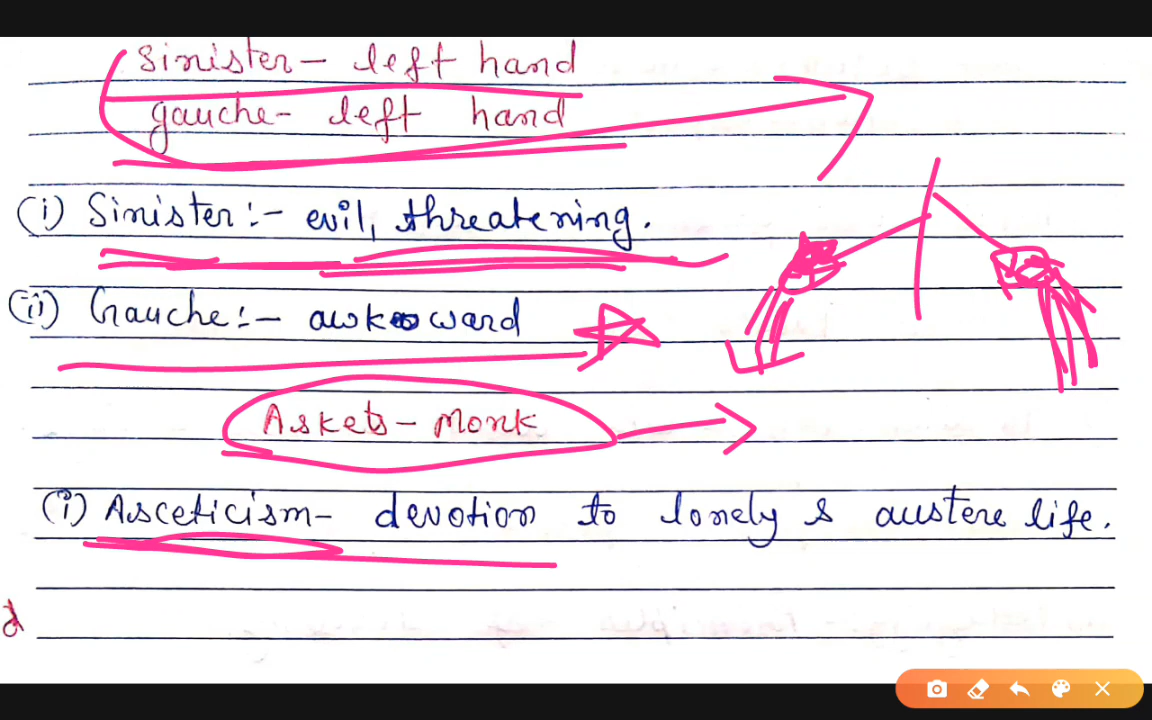 Sinister- left hand
gauche- left hand
(i) Sinister:- evil, threatening.
(ii) Gauche:- awkward
Askets- Monk
(i) Asceticism- devotion to lonely & austere life.